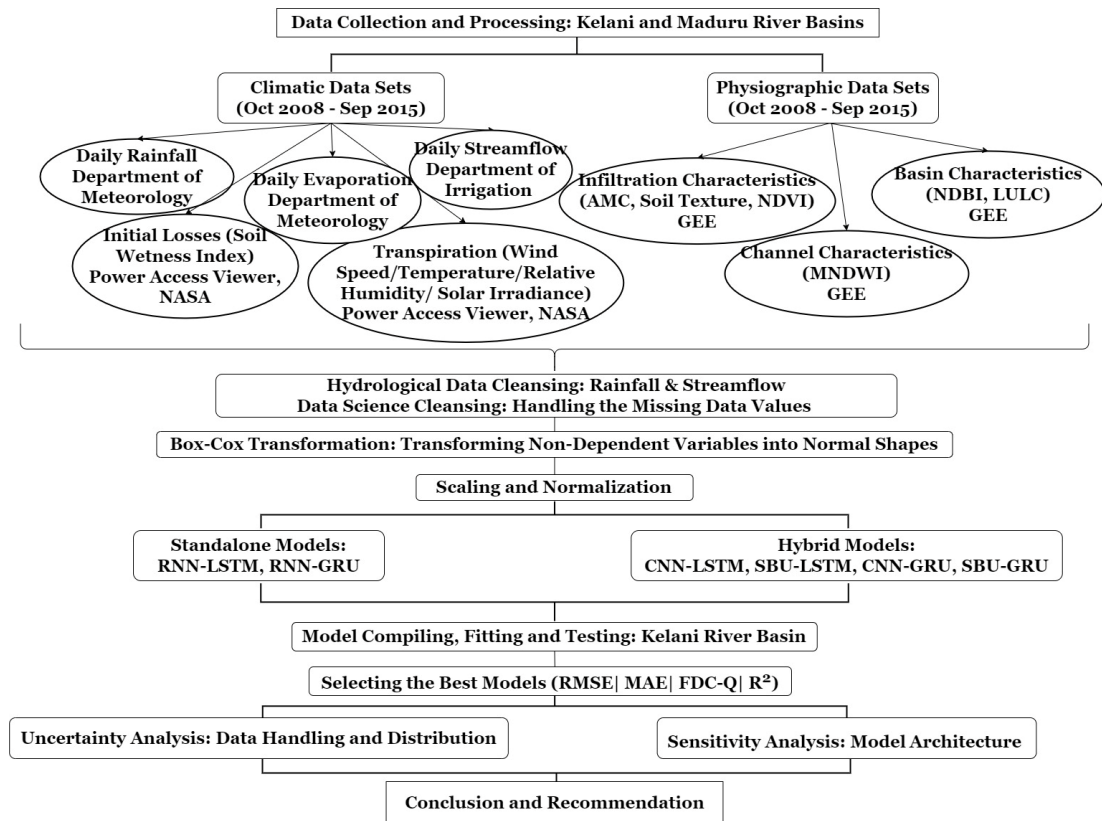 Data Collection and Processing: Kelani and Maduru River Basins
Climatic Data Sets
(Oct 2008 - Sep 2015)
Physiographic Data Sets
(Oct 2008 - Sep 2015)
Daily Rainfall
Department of
Meteorology
Daily Evaporation
Department of
Meteorology
Daily Streamflow
Department of
Irrigation
Initial Losses (Soil
Wetness Index)
Power Access Viewer,
NASA
Transpiration (Wind
Speed/Temperature/Relative
Humidity/ Solar Irradiance)
Power Access Viewer, NASA
Infiltration Characteristics
(AMC, Soil Texture, NDVI)
GEE
Channel Characteristics
(MNDWI)
GEE
Basin Characteristics
(NDBI, LULC)
GEE
Hydrological Data Cleansing: Rainfall & Streamflow
Data Science Cleansing: Handling the Missing Data Values
Box-Cox Transformation: Transforming Non-Dependent Variables into Normal Shapes
Scaling and Normalization
Standalone Models:
RNN-LSTM, RNN-GRU
Hybrid Models:
CNN-LSTM, SBU-LSTM, CNN-GRU, SBU-GRU
Model Compiling, Fitting and Testing: Kelani River Basin
Selecting the Best Models (RMSE| MAE| FDC-Q| R²)
Uncertainty Analysis: Data Handling and Distribution
Sensitivity Analysis: Model Architecture
Conclusion and Recommendation